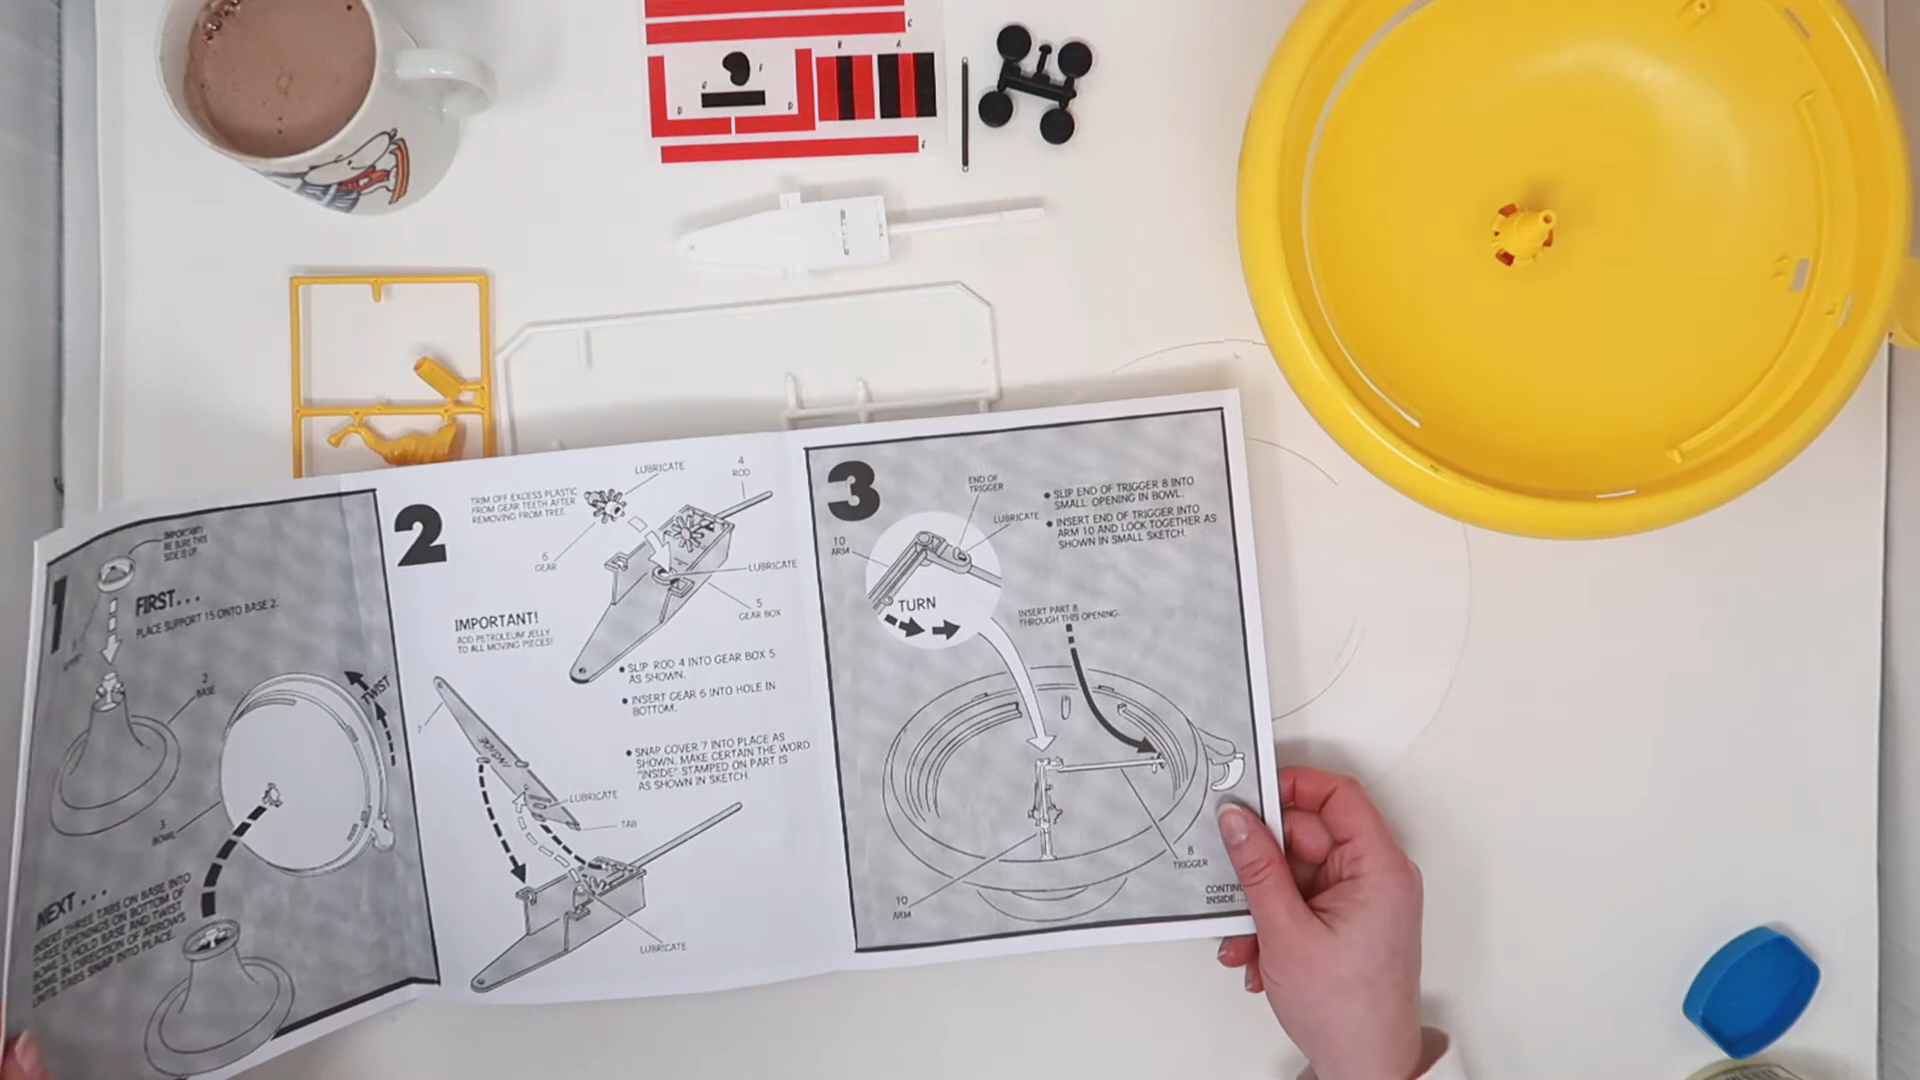 C
B
A
F
G
D
D
E
1
IMPORTANT!
BE SURE THIS
SIDE IS UP.
FIRST...
PLACE SUPPORT 15 ONTO BASE 2.
2
BASE
TWIST
3
BOWL
NEXT...
INSERT THREE TABS ON BASE INTO
THREE OPENINGS ON BOTTOM OF
BOWL 3. HOLD BASE AND TWIST
BOWL IN DIRECTION OF ARROWS
UNTIL TABS SNAP INTO PLACE.
2
TRIM OFF EXCESS PLASTIC
FROM GEAR TEETH AFTER
REMOVING FROM TREE.
LUBRICATE
4
ROD
6
GEAR
LUBRICATE
5
GEAR BOX
IMPORTANT!
ADD PETROLEUM JELLY
TO ALL MOVING PIECES!
• SLIP ROD 4 INTO GEAR BOX 5
AS SHOWN.
• INSERT GEAR 6 INTO HOLE IN
BOTTOM.
7
INSIDE
• SNAP COVER 7 INTO PLACE AS
SHOWN. MAKE CERTAIN THE WORD
"INSIDE" STAMPED ON PART IS
AS SHOWN IN SKETCH.
LUBRICATE
TAB
LUBRICATE
3
END OF
TRIGGER
LUBRICATE
10
ARM
TURN
• SLIP END OF TRIGGER 8 INTO
SMALL OPENING IN BOWL.
• INSERT END OF TRIGGER INTO
ARM 10 AND LOCK TOGETHER AS
SHOWN IN SMALL SKETCH.
INSERT PART 8
THROUGH THIS OPENING.
8
TRIGGER
10
ARM
INSIDE...